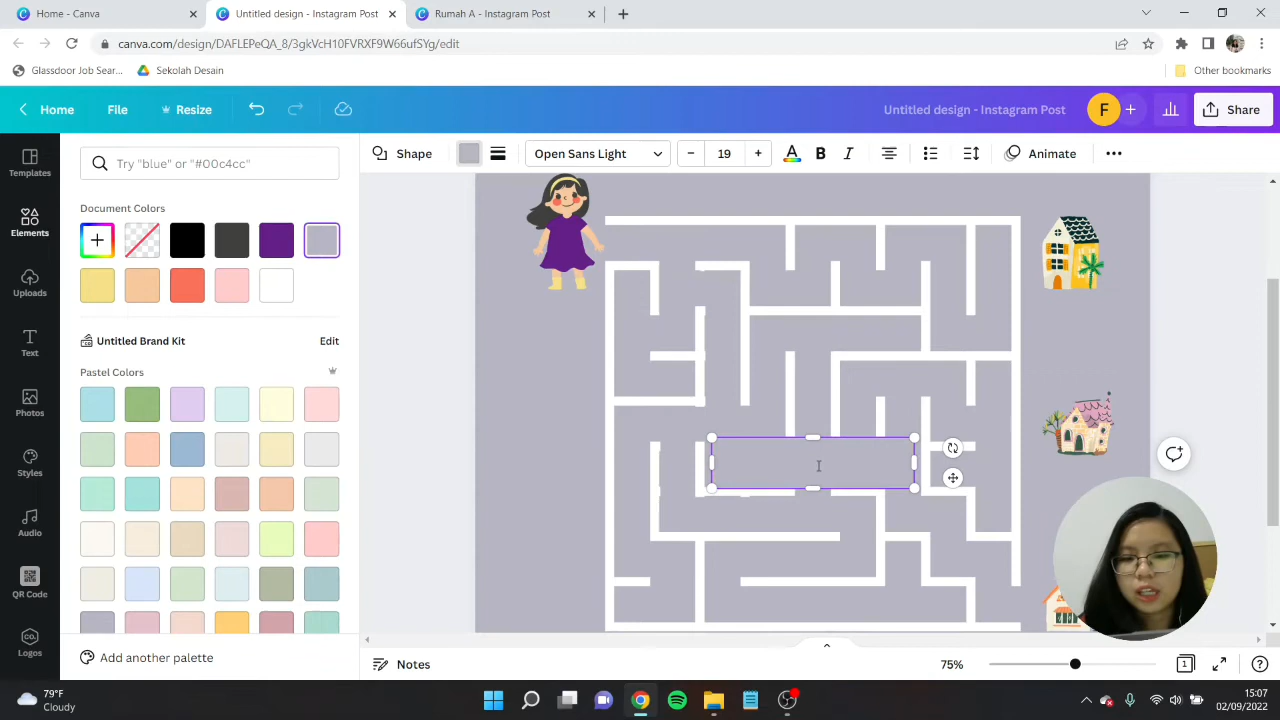 Home - Canva
Untitled design - Instagram Post
Rumah A - Instagram Post
canva.com/design/DAFLEPeQA_8/3gkVcH10FVRXF9W66ufSYg/edit
Glassdoor Job Sear...
Sekolah Desain
Other bookmarks
Home
File
Resize
Untitled design - Instagram Post
F
Share
Templates
Elements
Uploads
Text
Photos
Styles
Audio
QR Code
CO.
Logos
Try "blue" or "#00c4cc"
Document Colors
Untitled Brand Kit
Edit
Pastel Colors
Add another palette
Shape
Open Sans Light
19
A
B
I
Animate
Notes
75%
1
79°F
Cloudy
15:07
02/09/2022